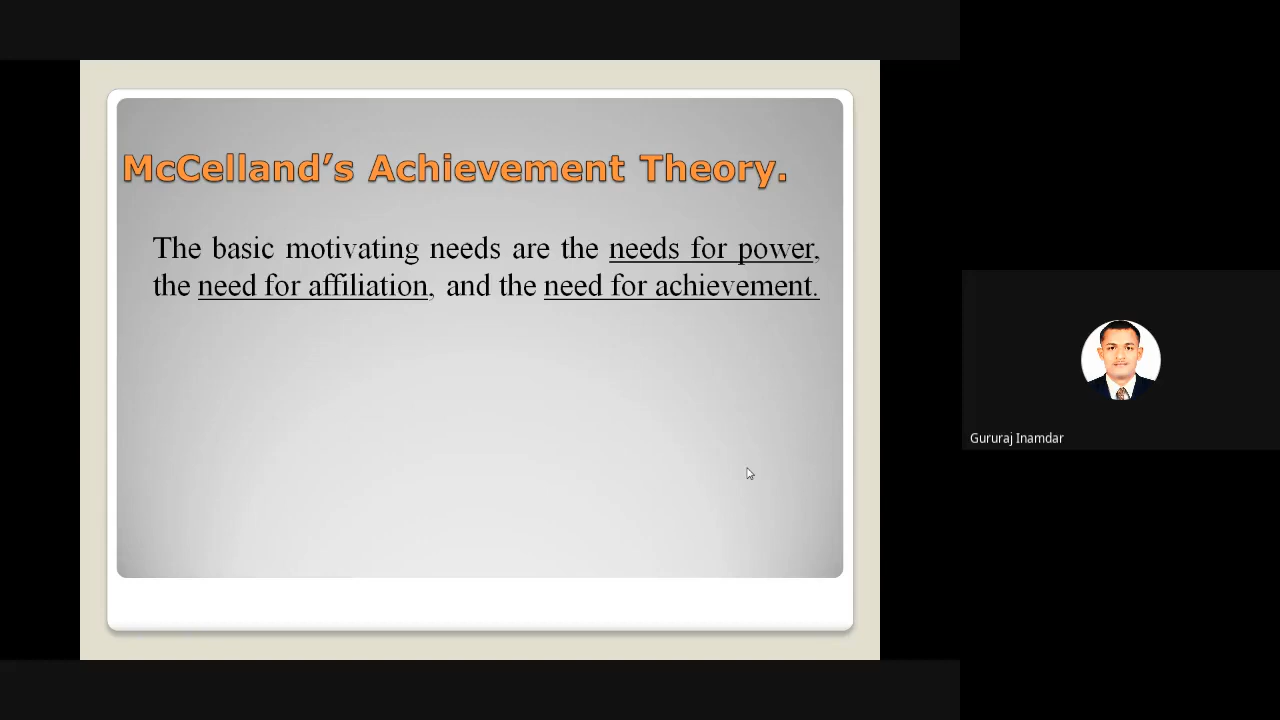 McCelland’s Achievement Theory.
The basic motivating needs are the needs for power,
the need for affiliation, and the need for achievement.
Gururaj Inamdar